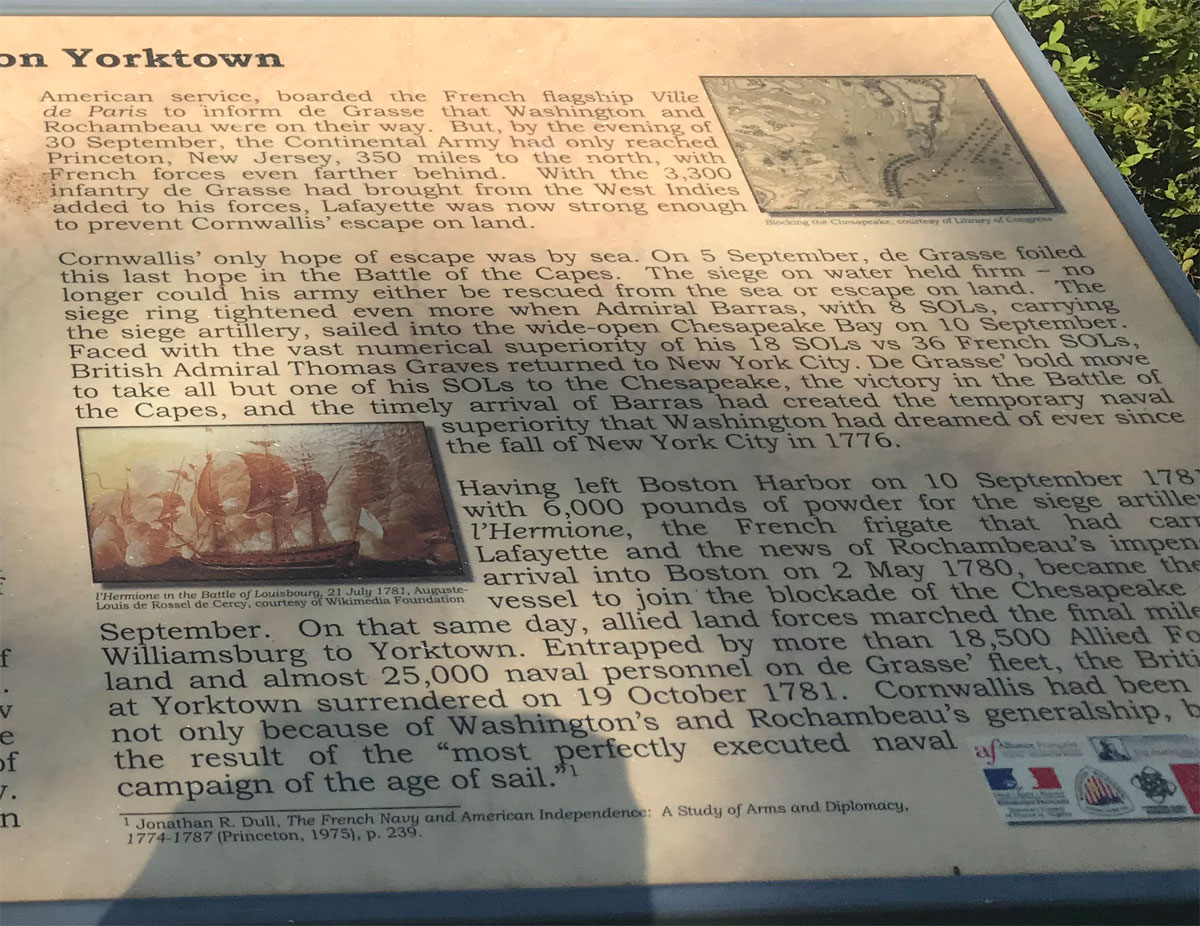 on Yorktown
American service, boarded the French flagship Ville
de Paris to inform de Grasse that Washington and
Rochambeau were on their way. But, by the evening of
30 September, the Continental Army had only reached
Princeton, New Jersey, 350 miles to the north, with
French forces even farther behind. With the 3,300
infantry de Grasse had brought from the West Indies
added to his forces, Lafayette was now strong enough
to prevent Cornwallis' escape on land.
Blocking the Chesapeake, courtesy of Library of Congress
Cornwallis' only hope of escape was by sea. On 5 September, de Grasse foiled
this last hope in the Battle of the Capes. The siege on water held firm – no
longer could his army either be rescued from the sea or escape on land. The
siege ring tightened even more when Admiral Barras, with 8 SOLs, carrying
the siege artillery, sailed into the wide-open Chesapeake Bay on 10 September.
Faced with the vast numerical superiority of his 18 SOLs vs 36 French SOLs,
British Admiral Thomas Graves returned to New York City. De Grasse' bold move
to take all but one of his SOLs to the Chesapeake, the victory in the Battle of
the Capes, and the timely arrival of Barras had created the temporary naval
superiority that Washington had dreamed of ever since
the fall of New York City in 1776.
Having left Boston Harbor on 10 September 178
with 6,000 pounds of powder for the siege artille
l'Hermione, the French frigate that had carr
Lafayette and the news of Rochambeau's impen
arrival into Boston on 2 May 1780, became the
vessel to join the blockade of the Chesapeake
l'Hermione in the Battle of Louisbourg, 21 July 1781, Auguste-
Louis de Rossel de Cercy, courtesy of Wikimedia Foundation
September. On that same day, allied land forces marched the final mile
Williamsburg to Yorktown. Entrapped by more than 18,500 Allied Fo
land and almost 25,000 naval personnel on de Grasse' fleet, the Briti
at Yorktown surrendered on 19 October 1781. Cornwallis had been
not only because of Washington's and Rochambeau's generalship, b
the result of the "most perfectly executed naval
campaign of the age of sail."1
1 Jonathan R. Dull, The French Navy and American Independence: A Study of Arms and Diplomacy,
1774-1787 (Princeton, 1975), p. 239.
f
.
v
e
of
y.
n
af